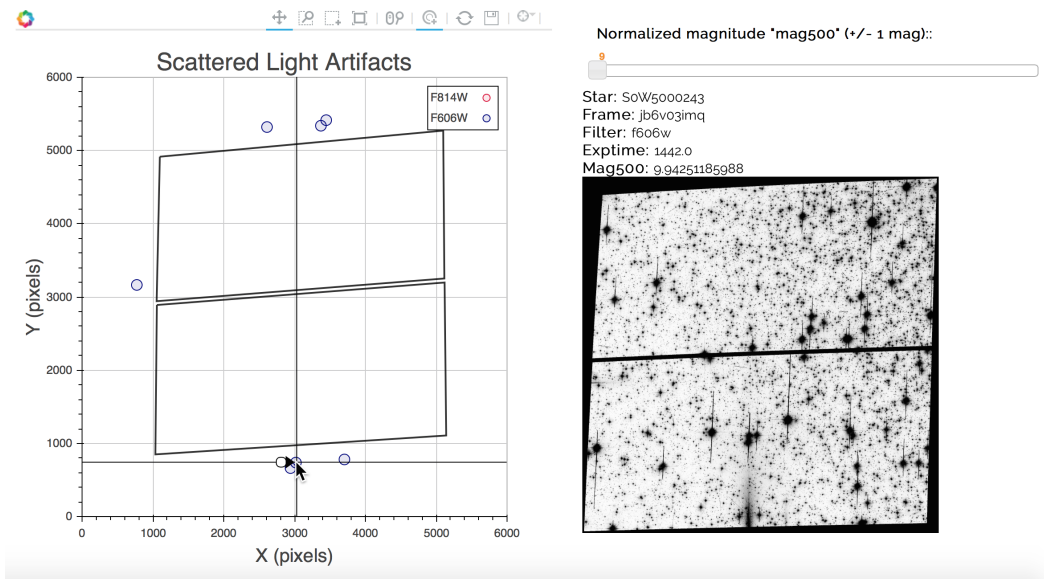 Scattered Light Artifacts
F814W
F606W
6000
5000
4000
3000
2000
1000
0
Y (pixels)
0 1000 2000 3000 4000 5000 6000
X (pixels)
Normalized magnitude "mag500" (+/- 1 mag)::
9
Star: S0W5000243
Frame: jb6v03imq
Filter: f606w
Exptime: 1442.0
Mag500: 9.94251185988